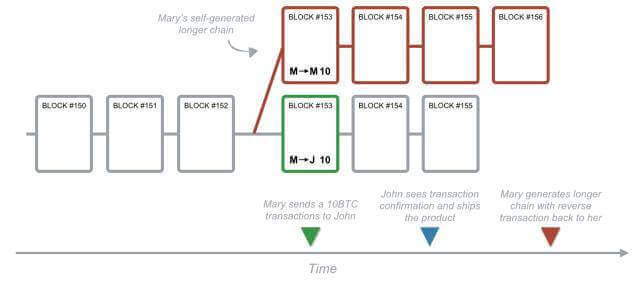 Mary's self-generated
longer chain
BLOCK #153
BLOCK #154
BLOCK #155
BLOCK #156
M→M 10
BLOCK #150
BLOCK #151
BLOCK #152
BLOCK #153
BLOCK #154
BLOCK #155
M→J 10
Mary sends a 10BTC
transactions to John
John sees transaction
confirmation and ships
the product
Mary generates longer
chain with reverse
transaction back to her
Time